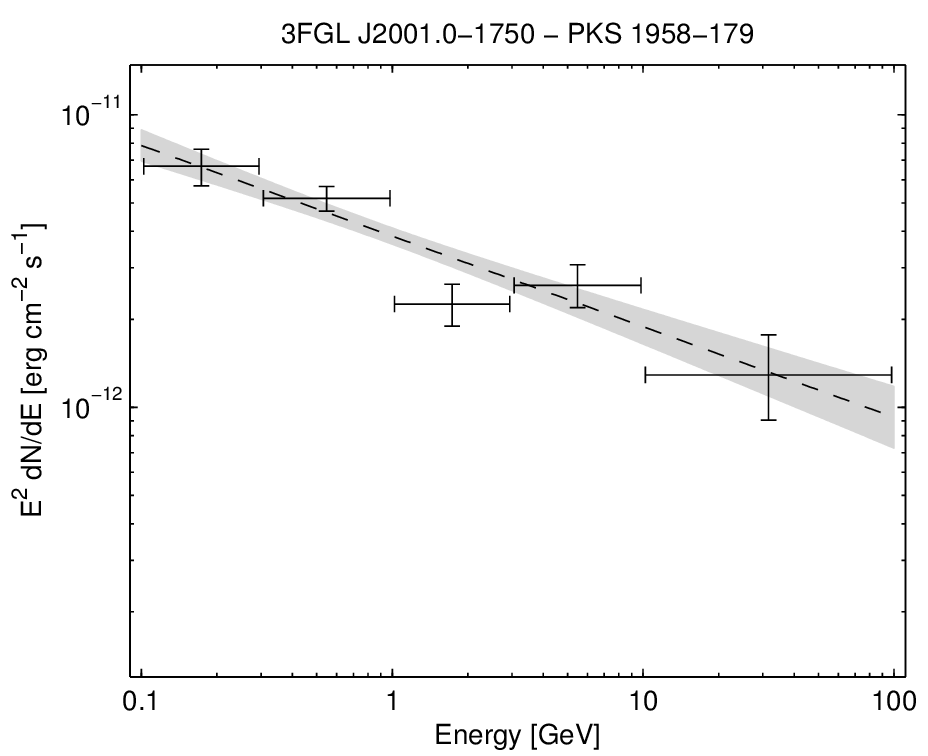 3FGL J2001.0−1750 − PKS 1958−179
10⁻¹¹
10⁻¹²
E² dN/dE [erg cm⁻² s⁻¹]
0.1 1 10 100
Energy [GeV]